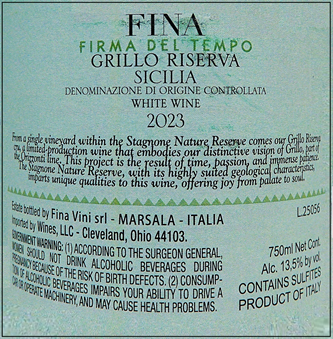 FINA
FIRMA DEL TEMPO
GRILLO RISERVA
SICILIA
DENOMINAZIONE DI ORIGINE CONTROLLATA
WHITE WINE
2023
From a single vineyard within the Stagnone Nature Reserve comes our Grillo Riserva
cru, a limited-production wine that embodies our distinctive vision of Grillo, part of
the Orizzonti line. This project is the result of time, passion, and immense patience.
The Stagnone Nature Reserve, with its highly suited geological characteristics,
imparts unique qualities to this wine, offering joy from palate to soul.
Estate bottled by Fina Vini srl - MARSALA - ITALIA
Imported by Wines, LLC - Cleveland, Ohio 44103.
GOVERNMENT WARNING: (1) ACCORDING TO THE SURGEON GENERAL,
WOMEN SHOULD NOT DRINK ALCOHOLIC BEVERAGES DURING
PREGNANCY BECAUSE OF THE RISK OF BIRTH DEFECTS. (2) CONSUMP-
TION OF ALCOHOLIC BEVERAGES IMPAIRS YOUR ABILITY TO DRIVE A
CAR OR OPERATE MACHINERY, AND MAY CAUSE HEALTH PROBLEMS.
L.25056
750ml Net Cont.
Alc. 13,5% by vol.
CONTAINS SULFITES
PRODUCT OF ITALY